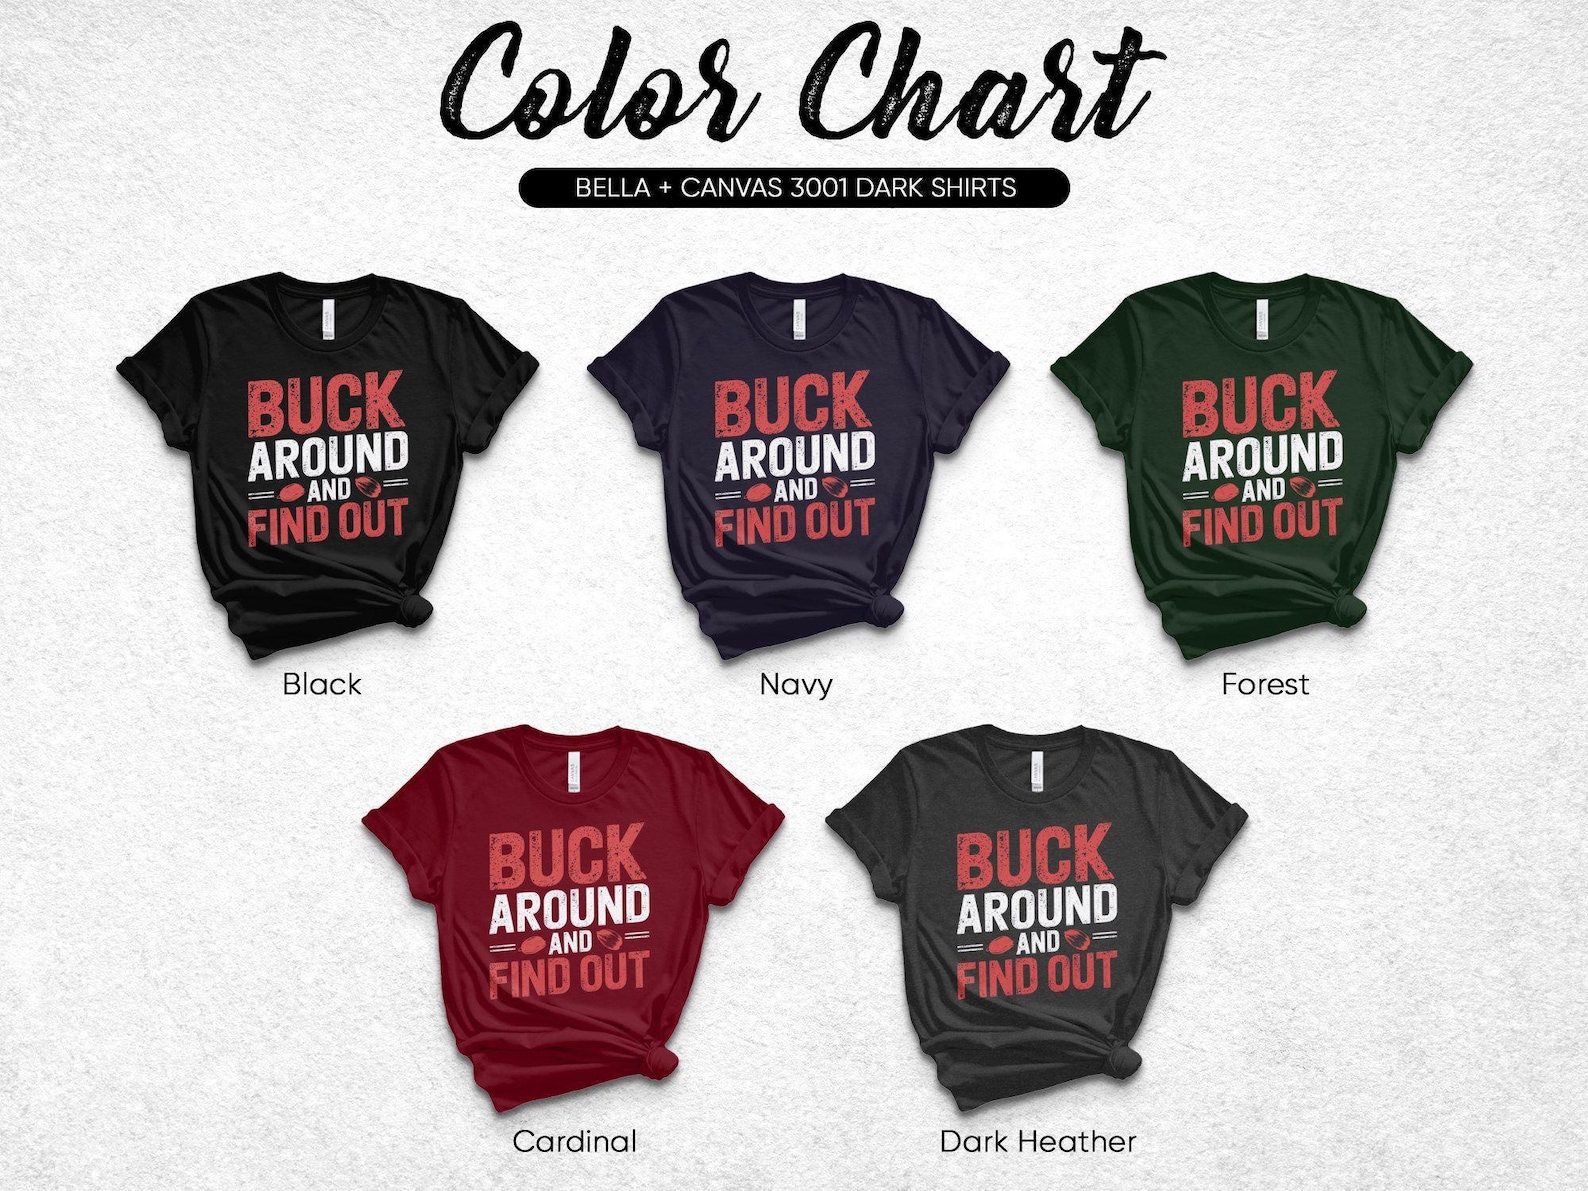 Color Chart
BELLA + CANVAS 3001 DARK SHIRTS
BUCK
AROUND
AND
FIND OUT
Black
BUCK
AROUND
AND
FIND OUT
Navy
BUCK
AROUND
AND
FIND OUT
Forest
BUCK
AROUND
AND
FIND OUT
Cardinal
BUCK
AROUND
AND
FIND OUT
Dark Heather